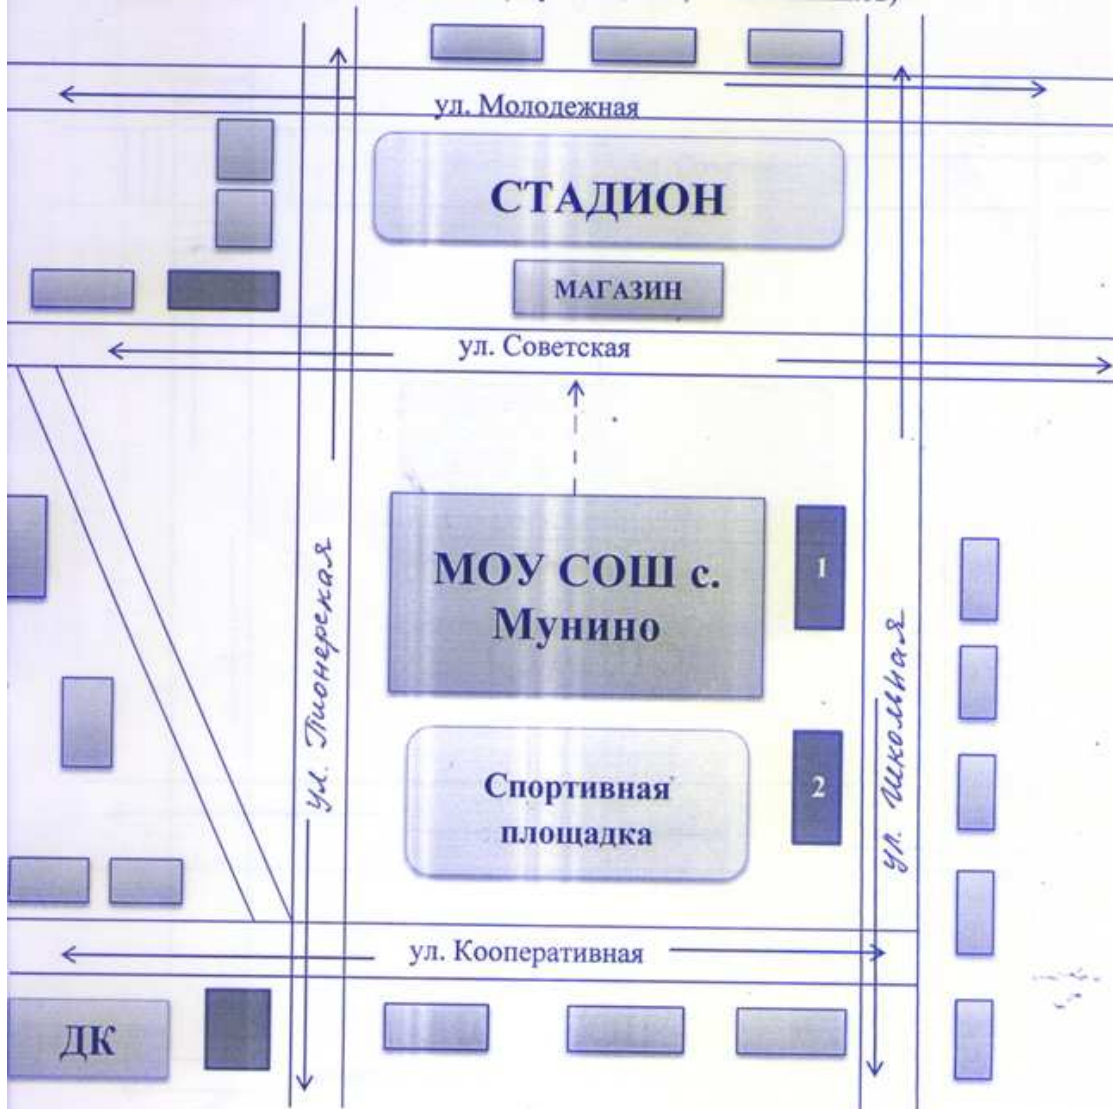 ул. Молодежная
СТАДИОН
МАГАЗИН
ул. Советская
МОУ СОШ с.
Мунино
1
ул. Пионерская
ул. Школьная
Спортивная
площадка
2
ул. Кооперативная
ДК